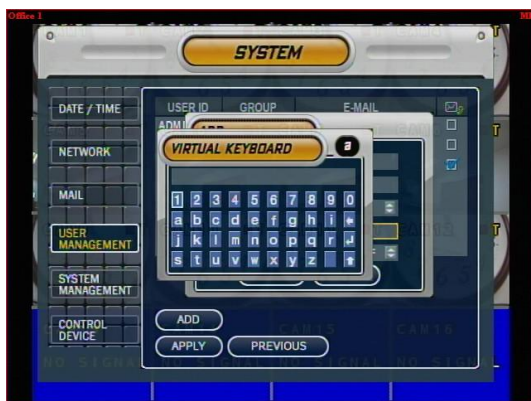 Office 1
SYSTEM
DATE / TIME
NETWORK
MAIL
USER
MANAGEMENT
SYSTEM
MANAGEMENT
CONTROL
DEVICE
USER ID GROUP E-MAIL
VIRTUAL KEYBOARD a
1 2 3 4 5 6 7 8 9 0
a b c d e f g h i
j k l m n o p q r
s t u v w x y z
ADD
APPLY PREVIOUS
CAM15 CAM16
NO SIGNAL NO SIGNAL NO SIGNAL